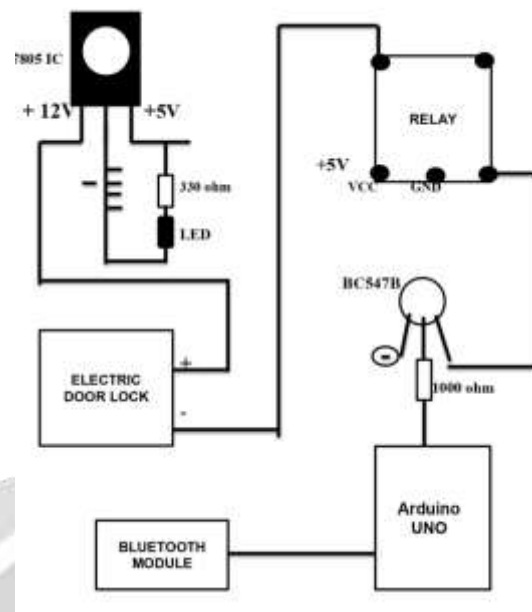 7805 IC
+ 12V
+5V
330 ohm
LED
RELAY
+5V
VCC
GND
BC547B
-
1000 ohm
ELECTRIC
DOOR LOCK
+
-
Arduino
UNO
BLUETOOTH
MODULE